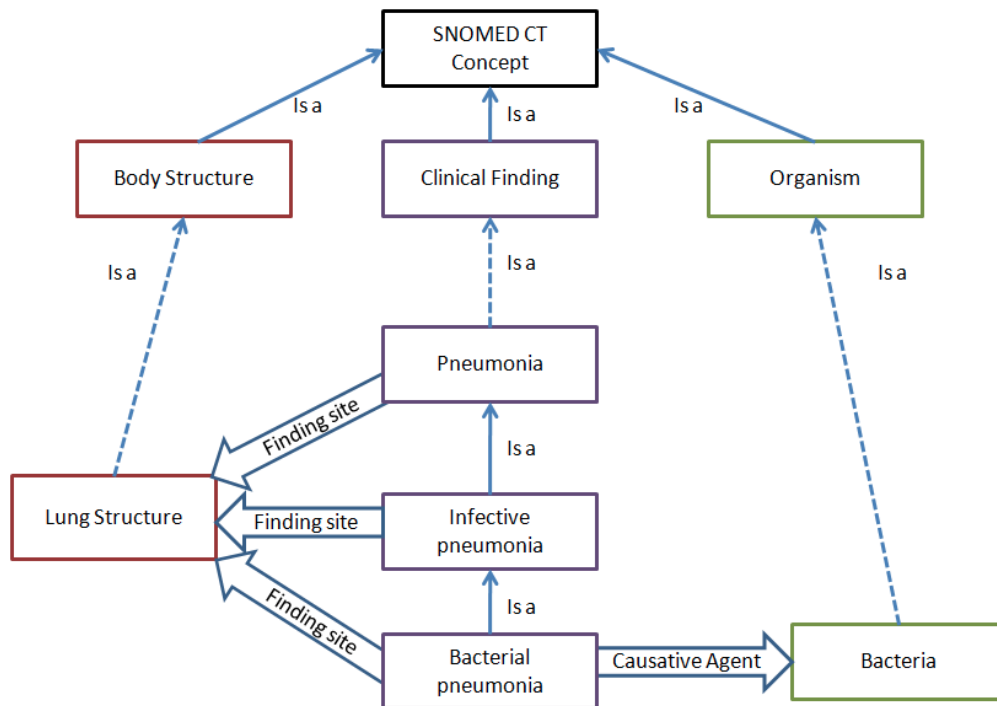 SNOMED CT
Concept
Is a
Is a
Is a
Body Structure
Clinical Finding
Organism
Is a
Is a
Is a
Pneumonia
Finding site
Is a
Lung Structure
Finding site
Infective
pneumonia
Finding site
Is a
Bacterial
pneumonia
Causative Agent
Bacteria